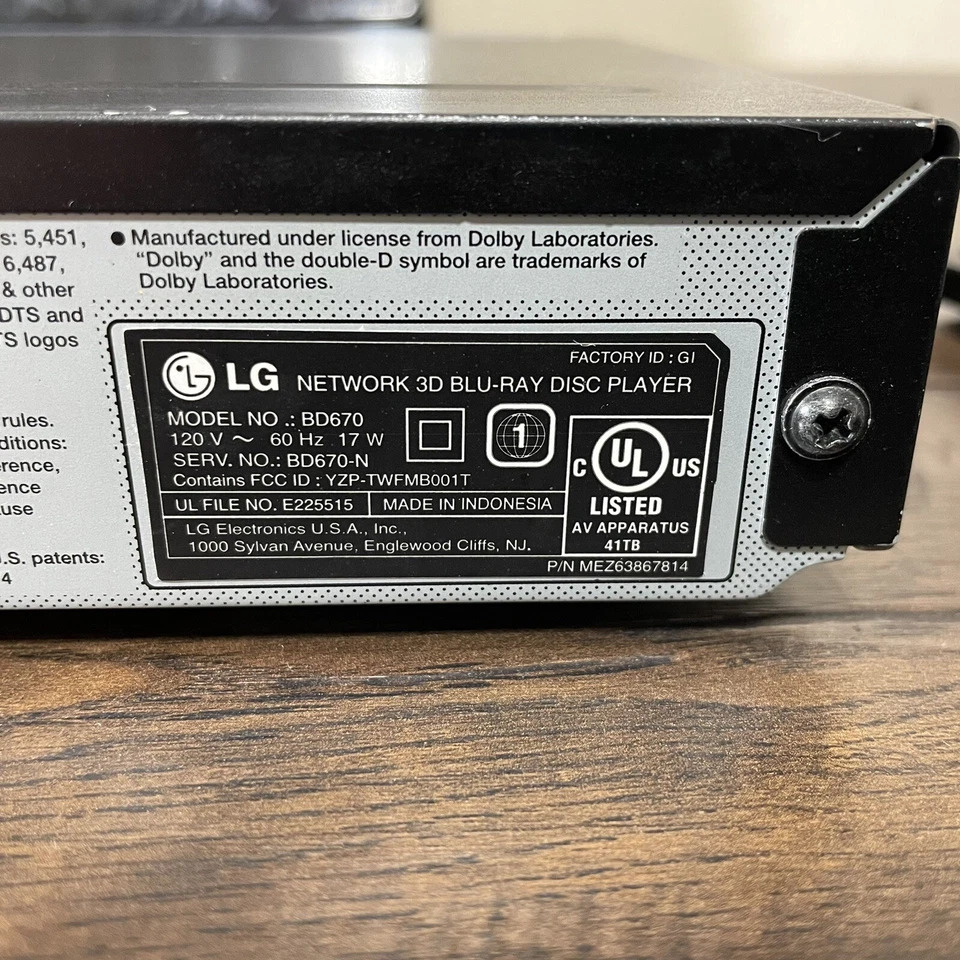 s: 5,451,
6,487,
& other
DTS and
TS logos
rules.
ditions:
erence,
ence
use
.S. patents:
4
● Manufactured under license from Dolby Laboratories.
“Dolby” and the double-D symbol are trademarks of
Dolby Laboratories.
FACTORY ID : GI
LG NETWORK 3D BLU-RAY DISC PLAYER
MODEL NO .: BD670
120 V ~ 60 Hz 17 W
SERV. NO.: BD670-N
Contains FCC ID : YZP-TWFMB001T
1
UL FILE NO. E225515 MADE IN INDONESIA
LG Electronics U.S.A., Inc.,
1000 Sylvan Avenue, Englewood Cliffs, NJ.
C UL US
LISTED
AV APPARATUS
41TB
P/N MEZ63867814